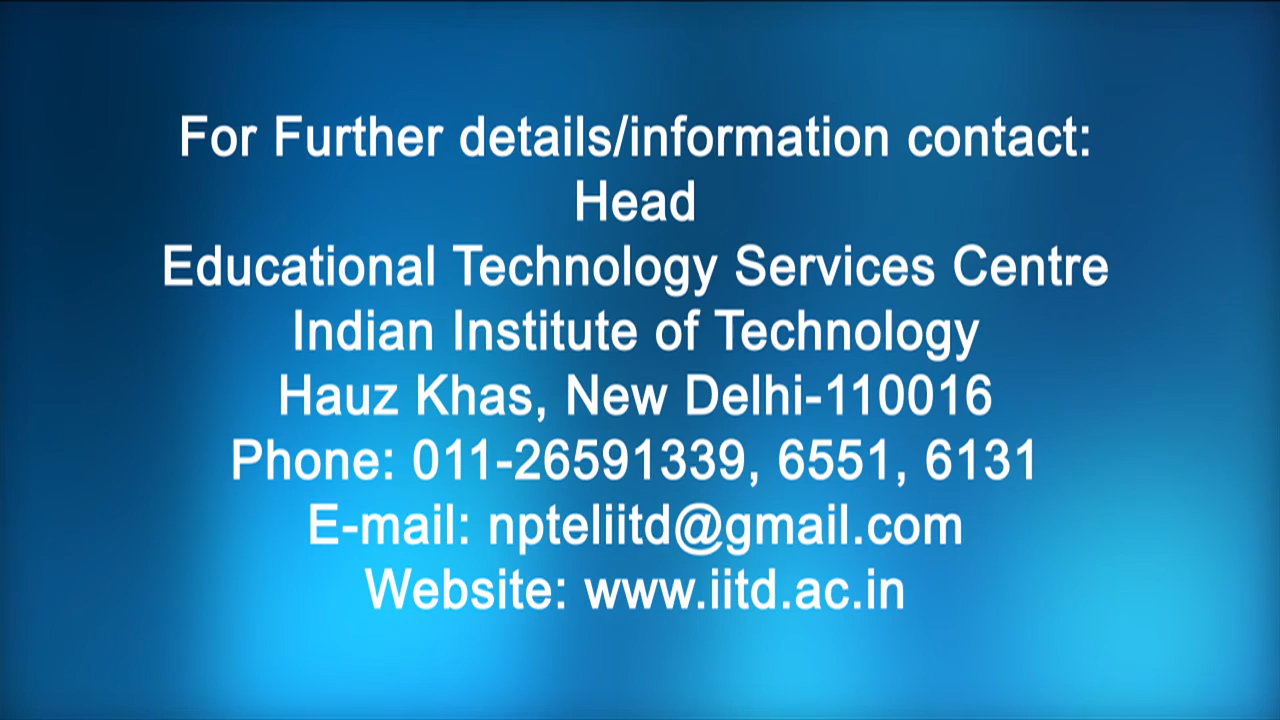 For Further details/information contact:
Head
Educational Technology Services Centre
Indian Institute of Technology
Hauz Khas, New Delhi-110016
Phone: 011-26591339, 6551, 6131
E-mail: npteliitd@gmail.com
Website: www.iitd.ac.in